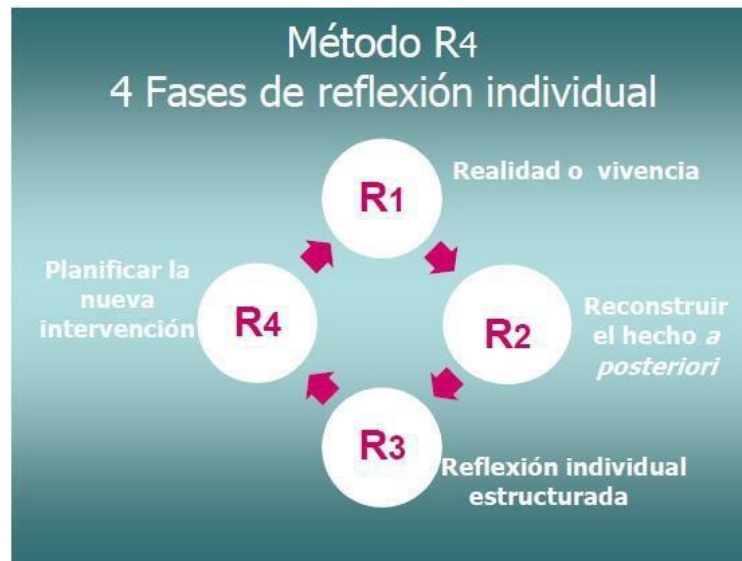 Método R4
4 Fases de reflexión individual
R1
Realidad o vivencia
R2
Reconstruir
el hecho a
posteriori
R3
Reflexión individual
estructurada
R4
Planificar la
nueva
intervención